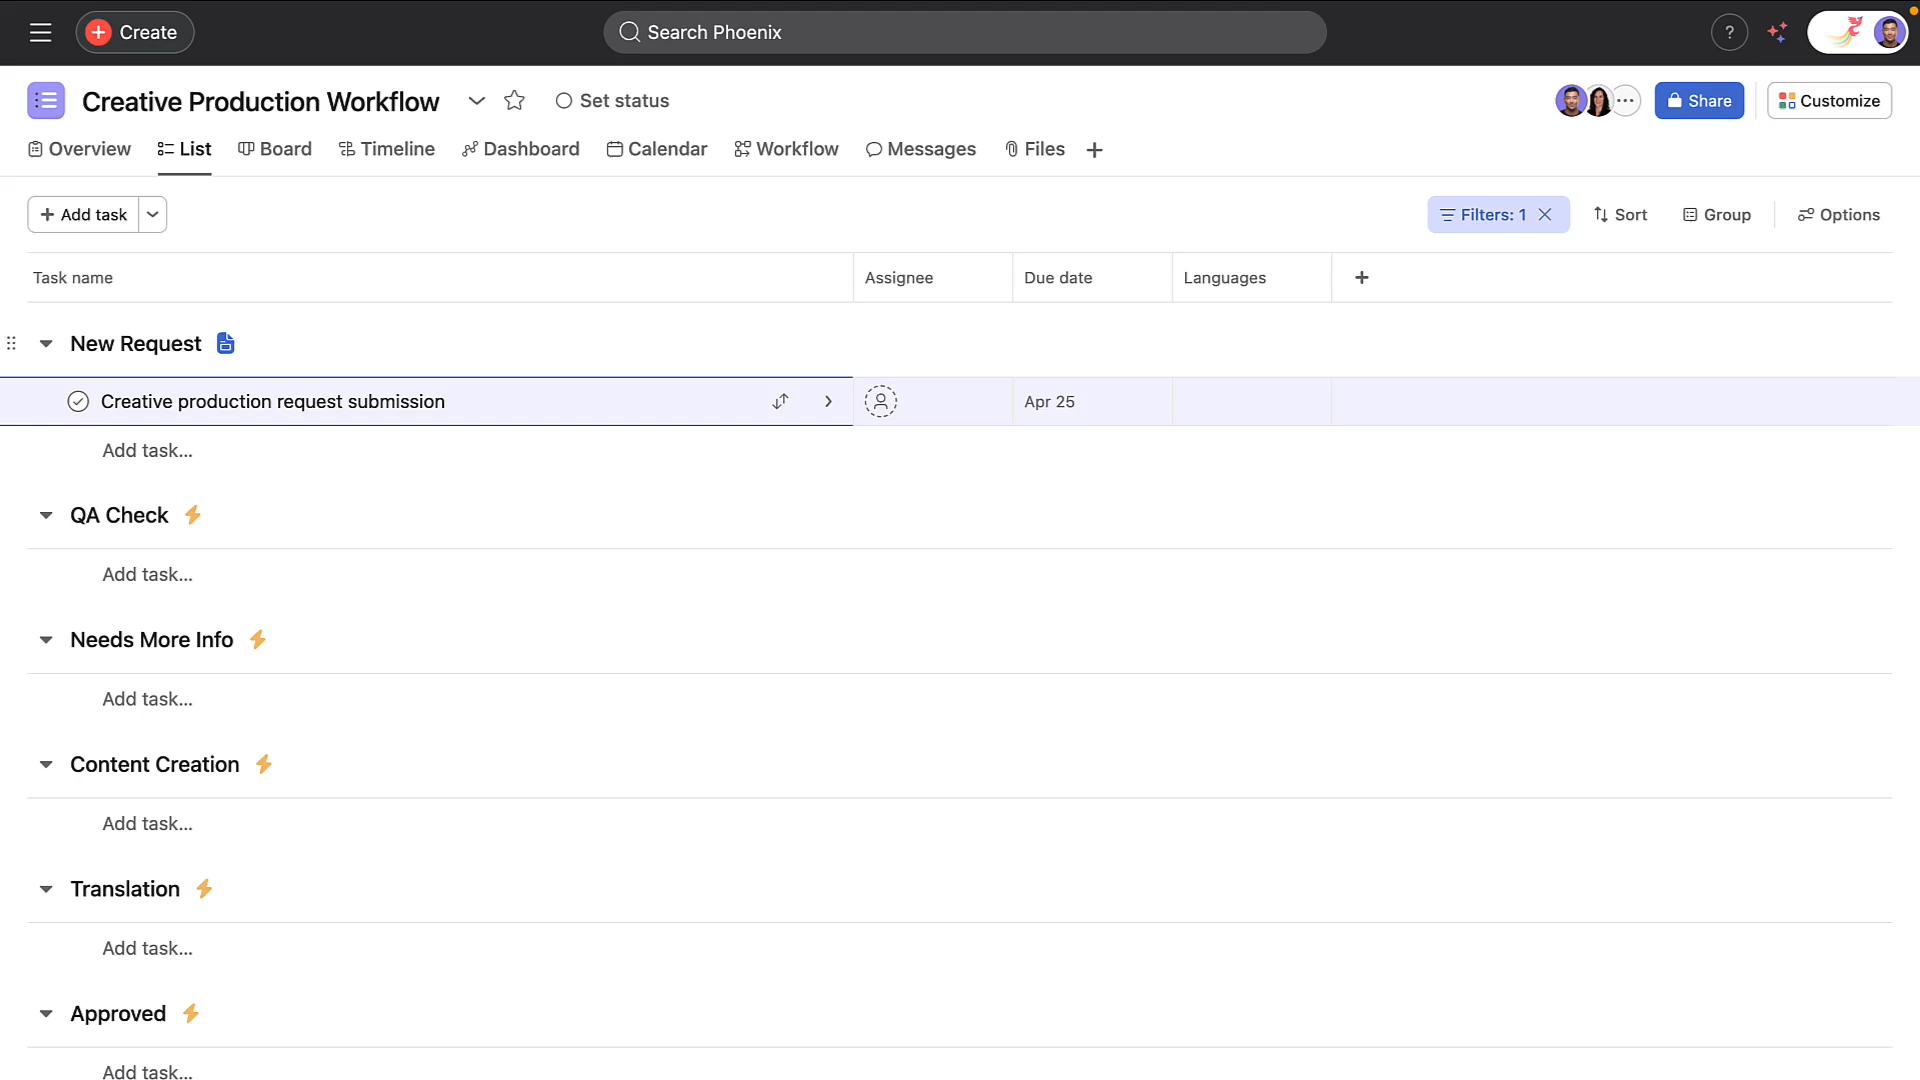 Create
Search Phoenix
?
Creative Production Workflow
Set status
Share
Customize
Overview
List
Board
Timeline
Dashboard
Calendar
Workflow
Messages
Files
Add task
Filters: 1
Sort
Group
Options
Task name
Assignee
Due date
Languages
New Request
Creative production request submission
Apr 25
Add task...
QA Check
Add task...
Needs More Info
Add task...
Content Creation
Add task...
Translation
Add task...
Approved
Add task...